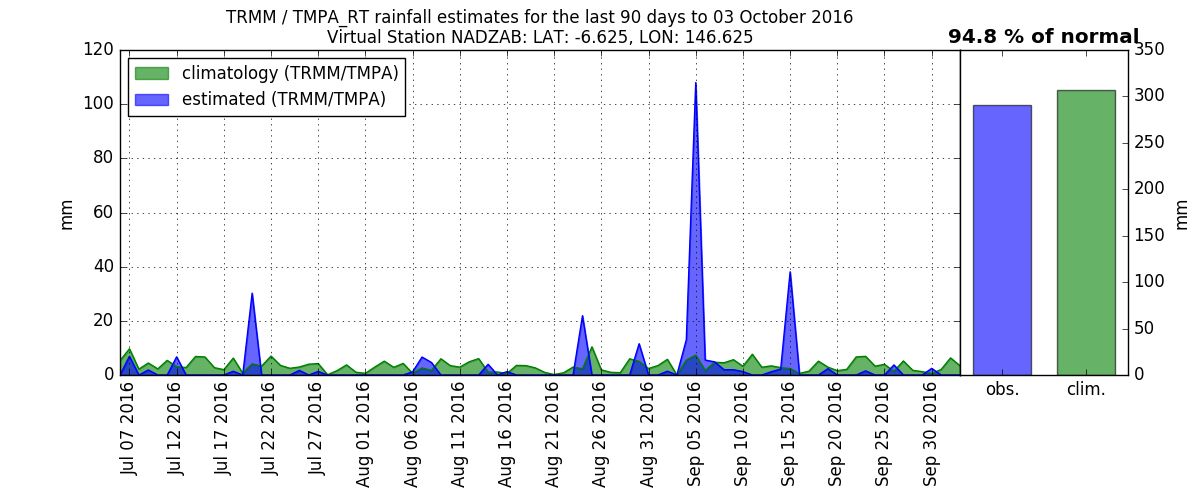 TRMM / TMPA_RT rainfall estimates for the last 90 days to 03 October 2016
Virtual Station NADZAB: LAT: -6.625, LON: 146.625
94.8 % of normal
climatology (TRMM/TMPA)
estimated (TRMM/TMPA)
120
100
80
60
40
20
0
mm
Jul 07 2016
Jul 12 2016
Jul 17 2016
Jul 22 2016
Jul 27 2016
Aug 01 2016
Aug 06 2016
Aug 11 2016
Aug 16 2016
Aug 21 2016
Aug 26 2016
Aug 31 2016
Sep 05 2016
Sep 10 2016
Sep 15 2016
Sep 20 2016
Sep 25 2016
Sep 30 2016
350
300
250
200
150
100
50
0
mm
obs.
clim.